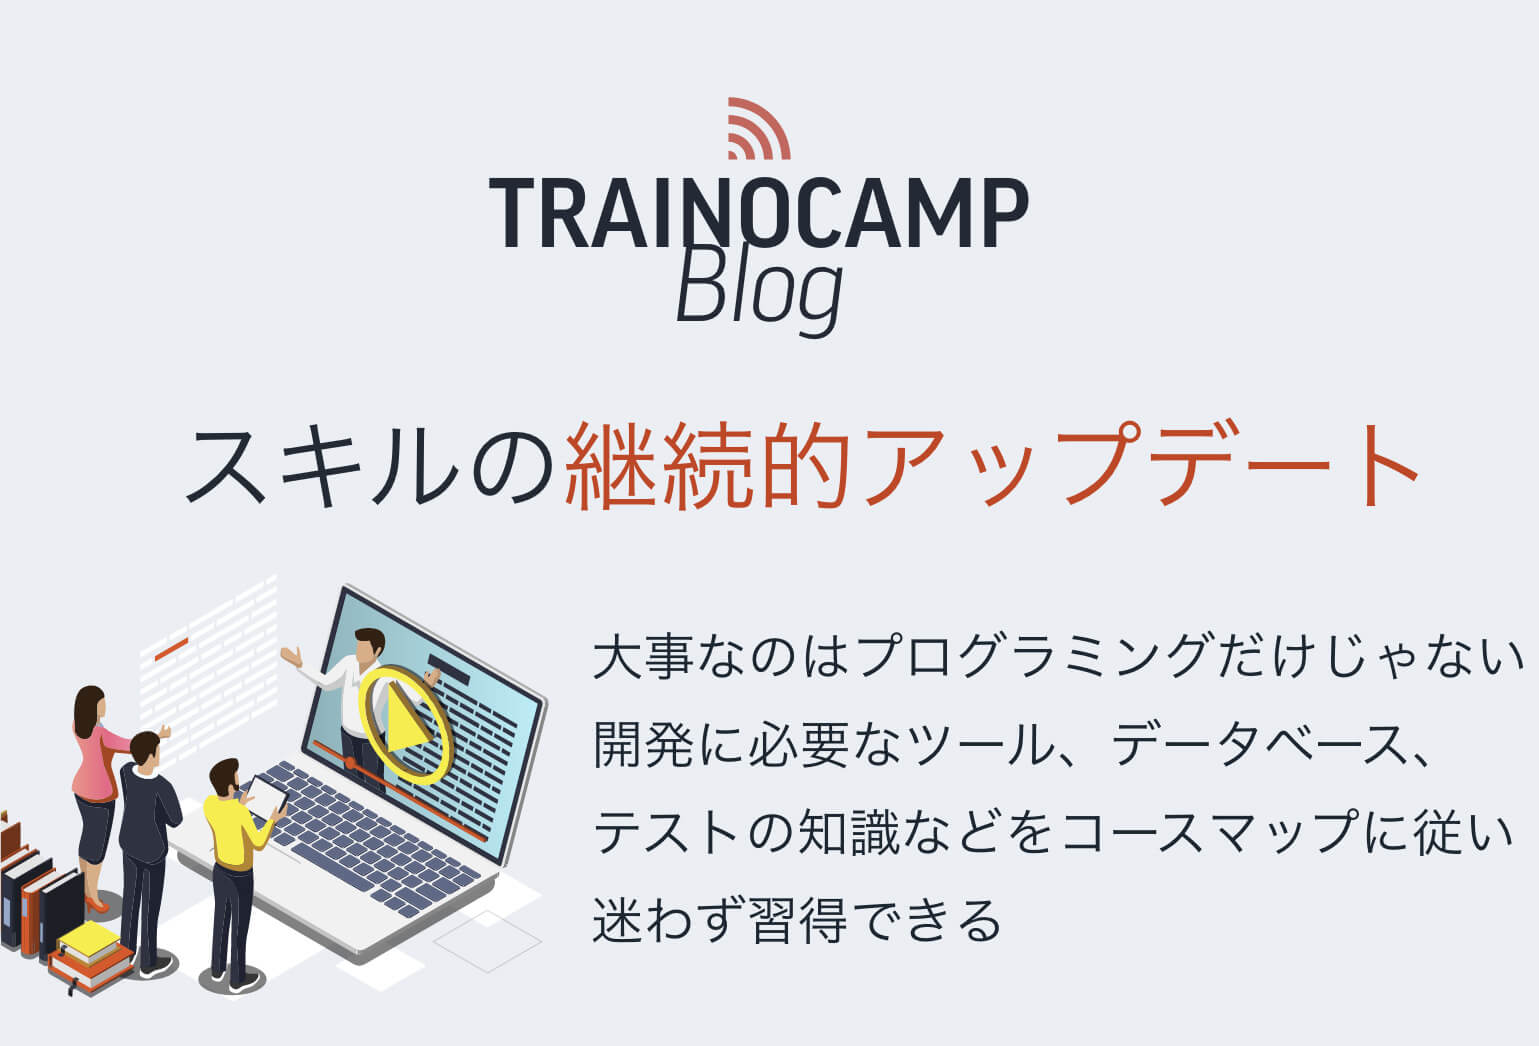 TRAINOCAMP
Blog
スキルの継続的アップデート
大事なのはプログラミングだけじゃない
開発に必要なツール、データベース、
テストの知識などをコースマップに従い
迷わず習得できる